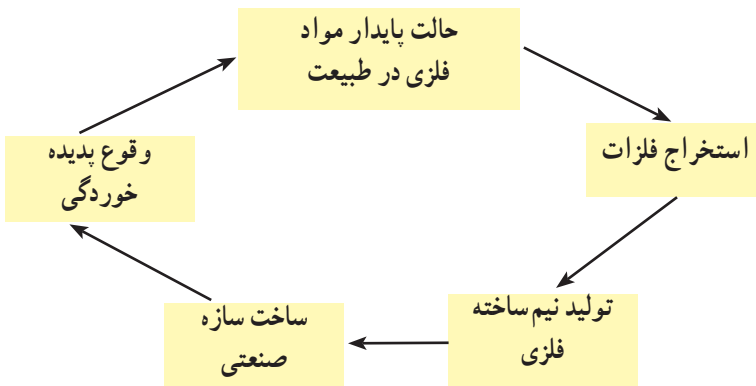 حالت پایدار مواد
فلزی در طبیعت
استخراج فلزات
تولید نیم‌ساخته
فلزی
ساخت سازه
صنعتی
وقوع پدیده
خوردگی